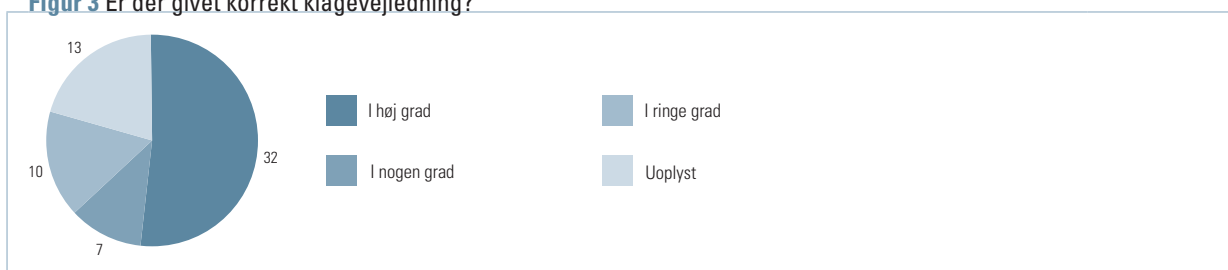 Figur 3 Er der givet korrekt klagevejledning?
13
32
10
7
I høj grad
I ringe grad
I nogen grad
Uoplyst